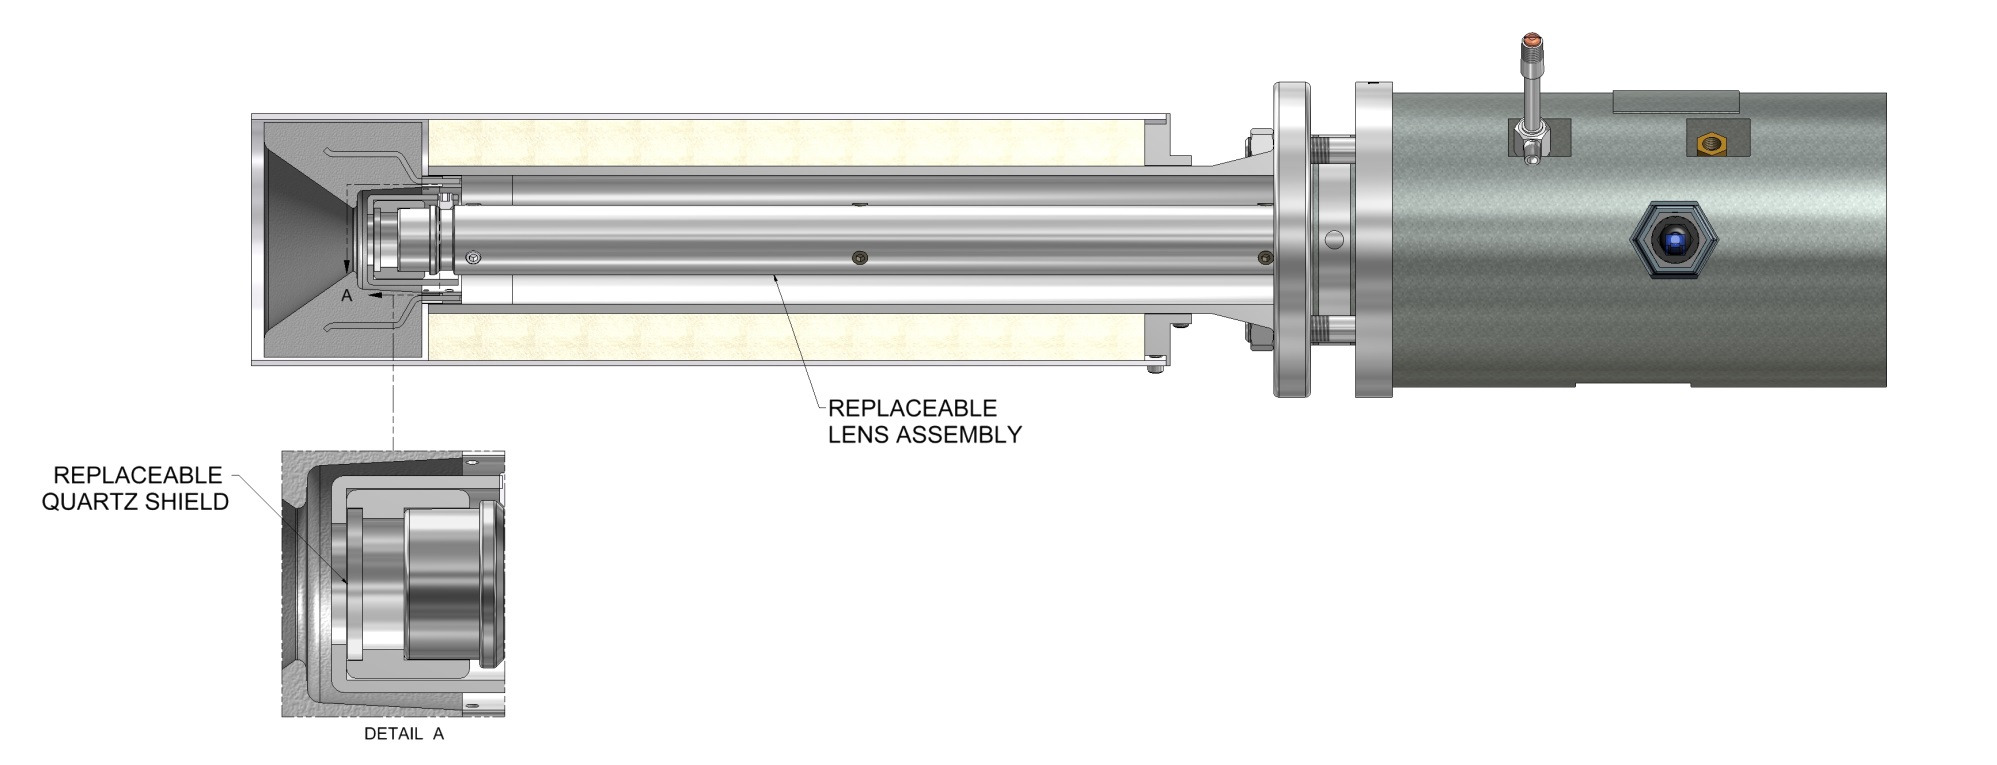 A
REPLACEABLE
LENS ASSEMBLY
REPLACEABLE
QUARTZ SHIELD
DETAIL A